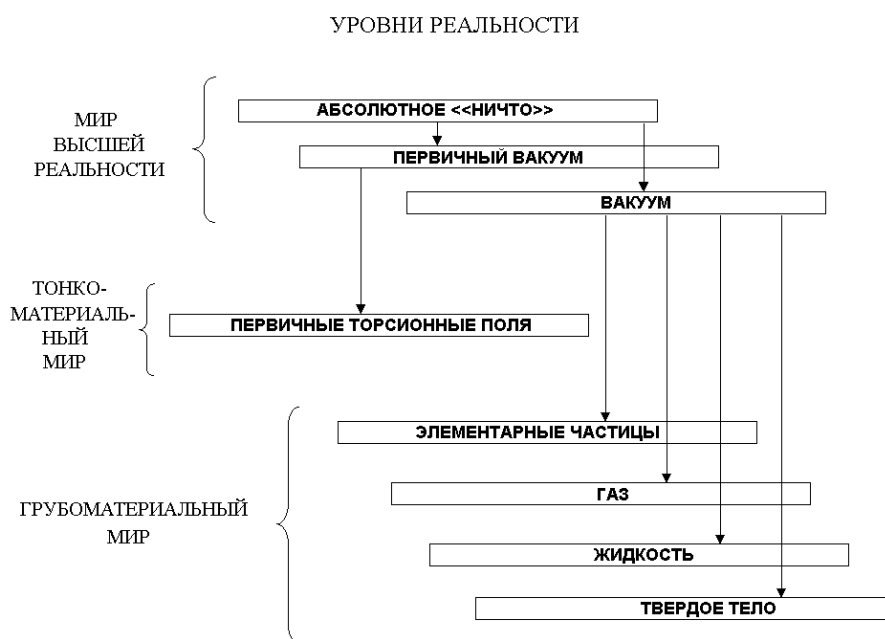 УРОВНИ РЕАЛЬНОСТИ
МИР
ВЫСШЕЙ
РЕАЛЬНОСТИ
АБСОЛЮТНОЕ <<НИЧТО>>
ПЕРВИЧНЫЙ ВАКУУМ
ВАКУУМ
ТОНКО-
МАТЕРИАЛЬ-
НЫЙ
МИР
ПЕРВИЧНЫЕ ТОРСИОННЫЕ ПОЛЯ
ГРУБОМАТЕРИАЛЬНЫЙ
МИР
ЭЛЕМЕНТАРНЫЕ ЧАСТИЦЫ
ГАЗ
ЖИДКОСТЬ
ТВЕРДОЕ ТЕЛО